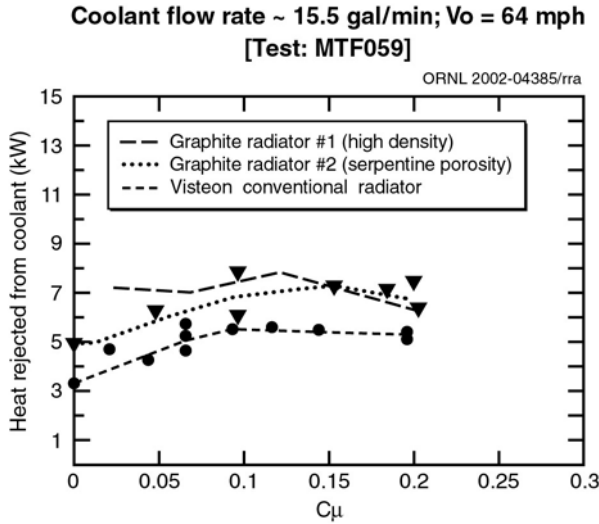 Coolant flow rate ~ 15.5 gal/min; Vo = 64 mph
[Test: MTF059]
ORNL 2002-04385/rra
Heat rejected from coolant (kW)
15
13
11
9
7
5
3
1
Graphite radiator #1 (high density)
Graphite radiator #2 (serpentine porosity)
Visteon conventional radiator
0
0.05
0.1
0.15
0.2
0.25
0.3
Cμ